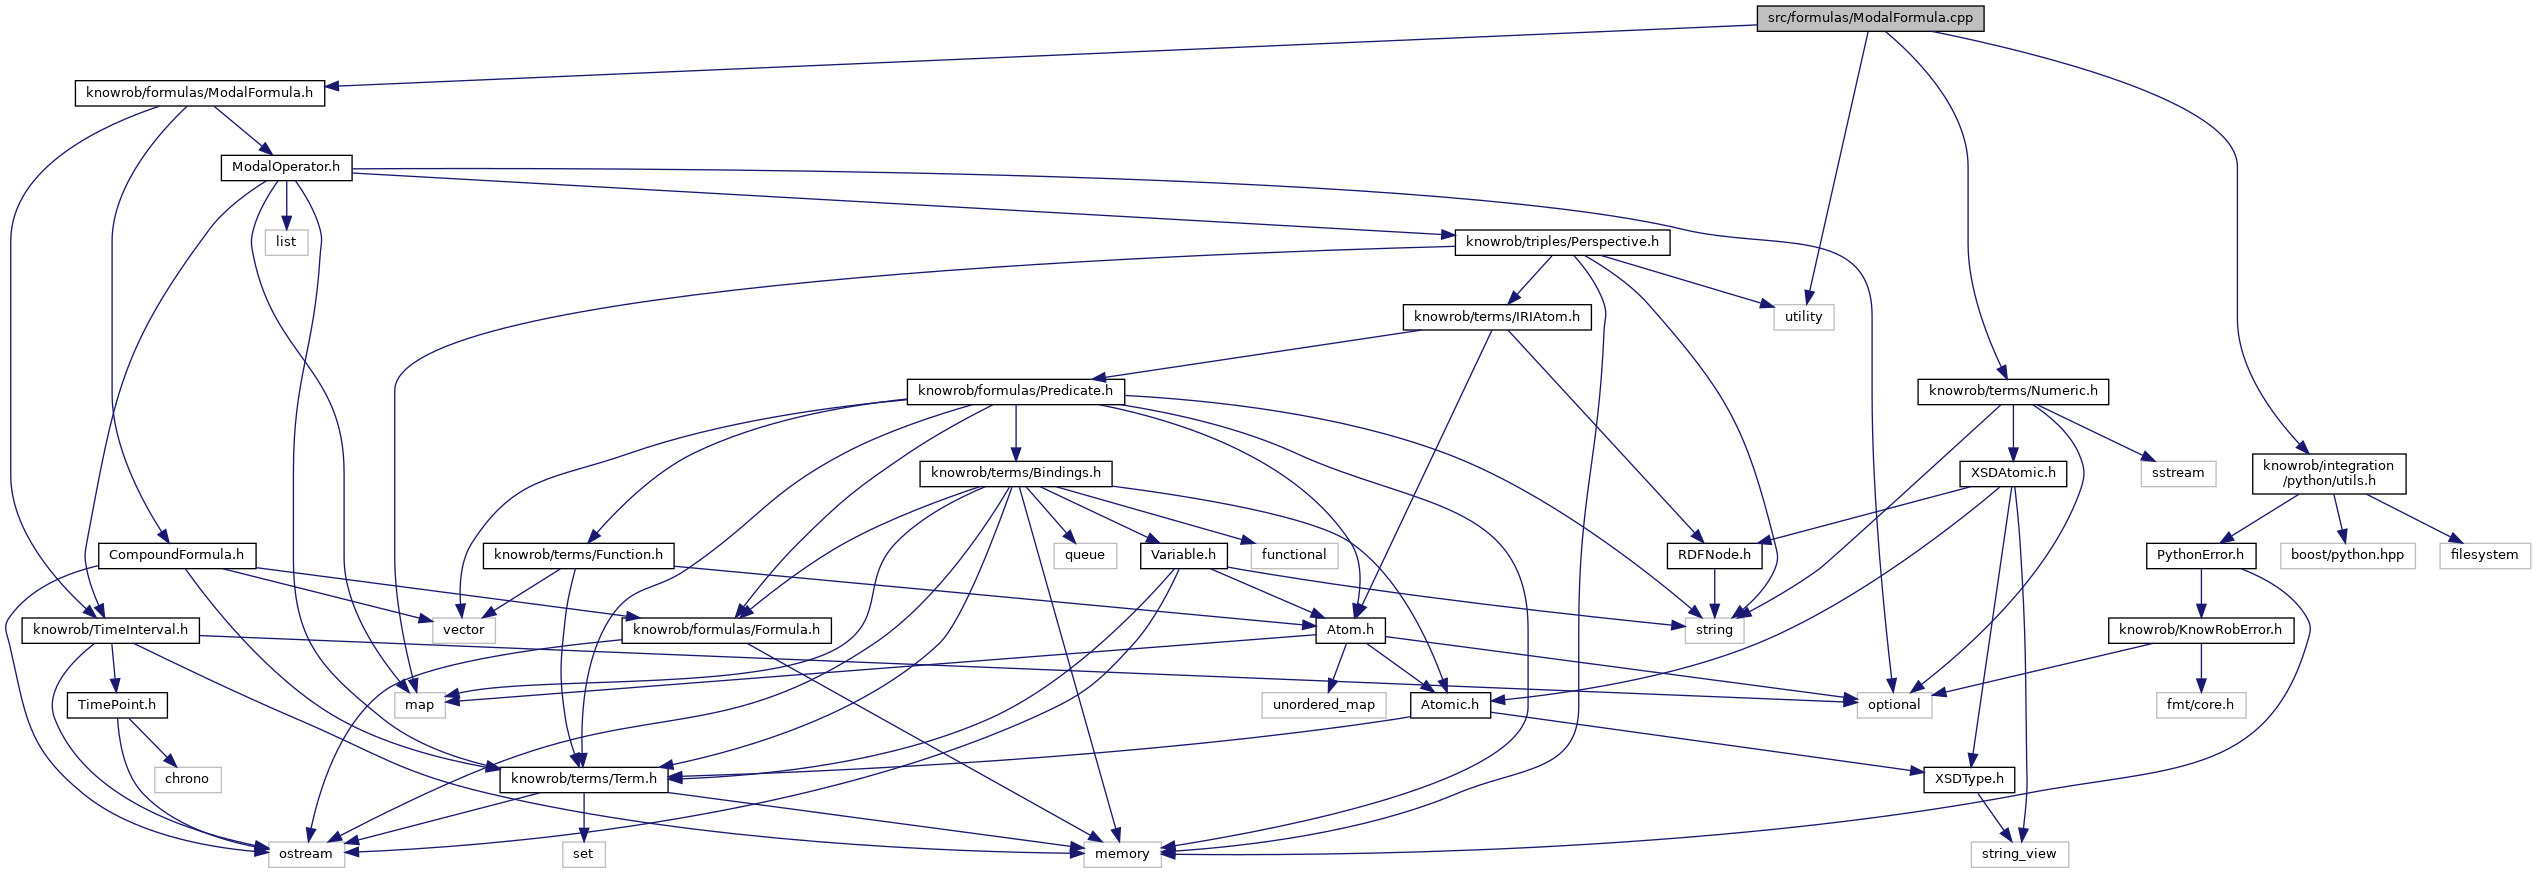 src/formulas/ModalFormula.cpp
knowrob/formulas/ModalFormula.h
ModalOperator.h
list
knowrob/triples/Perspective.h
knowrob/terms/IRIAtom.h
utility
knowrob/formulas/Predicate.h
knowrob/terms/Numeric.h
knowrob/terms/Bindings.h
XSDAtomic.h
sstream
knowrob/integration
/python/utils.h
CompoundFormula.h
knowrob/terms/Function.h
queue
Variable.h
functional
RDFNode.h
PythonError.h
boost/python.hpp
filesystem
knowrob/TimeInterval.h
vector
knowrob/formulas/Formula.h
Atom.h
string
knowrob/KnowRobError.h
TimePoint.h
map
unordered_map
Atomic.h
optional
fmt/core.h
chrono
knowrob/terms/Term.h
XSDType.h
ostream
set
memory
string_view